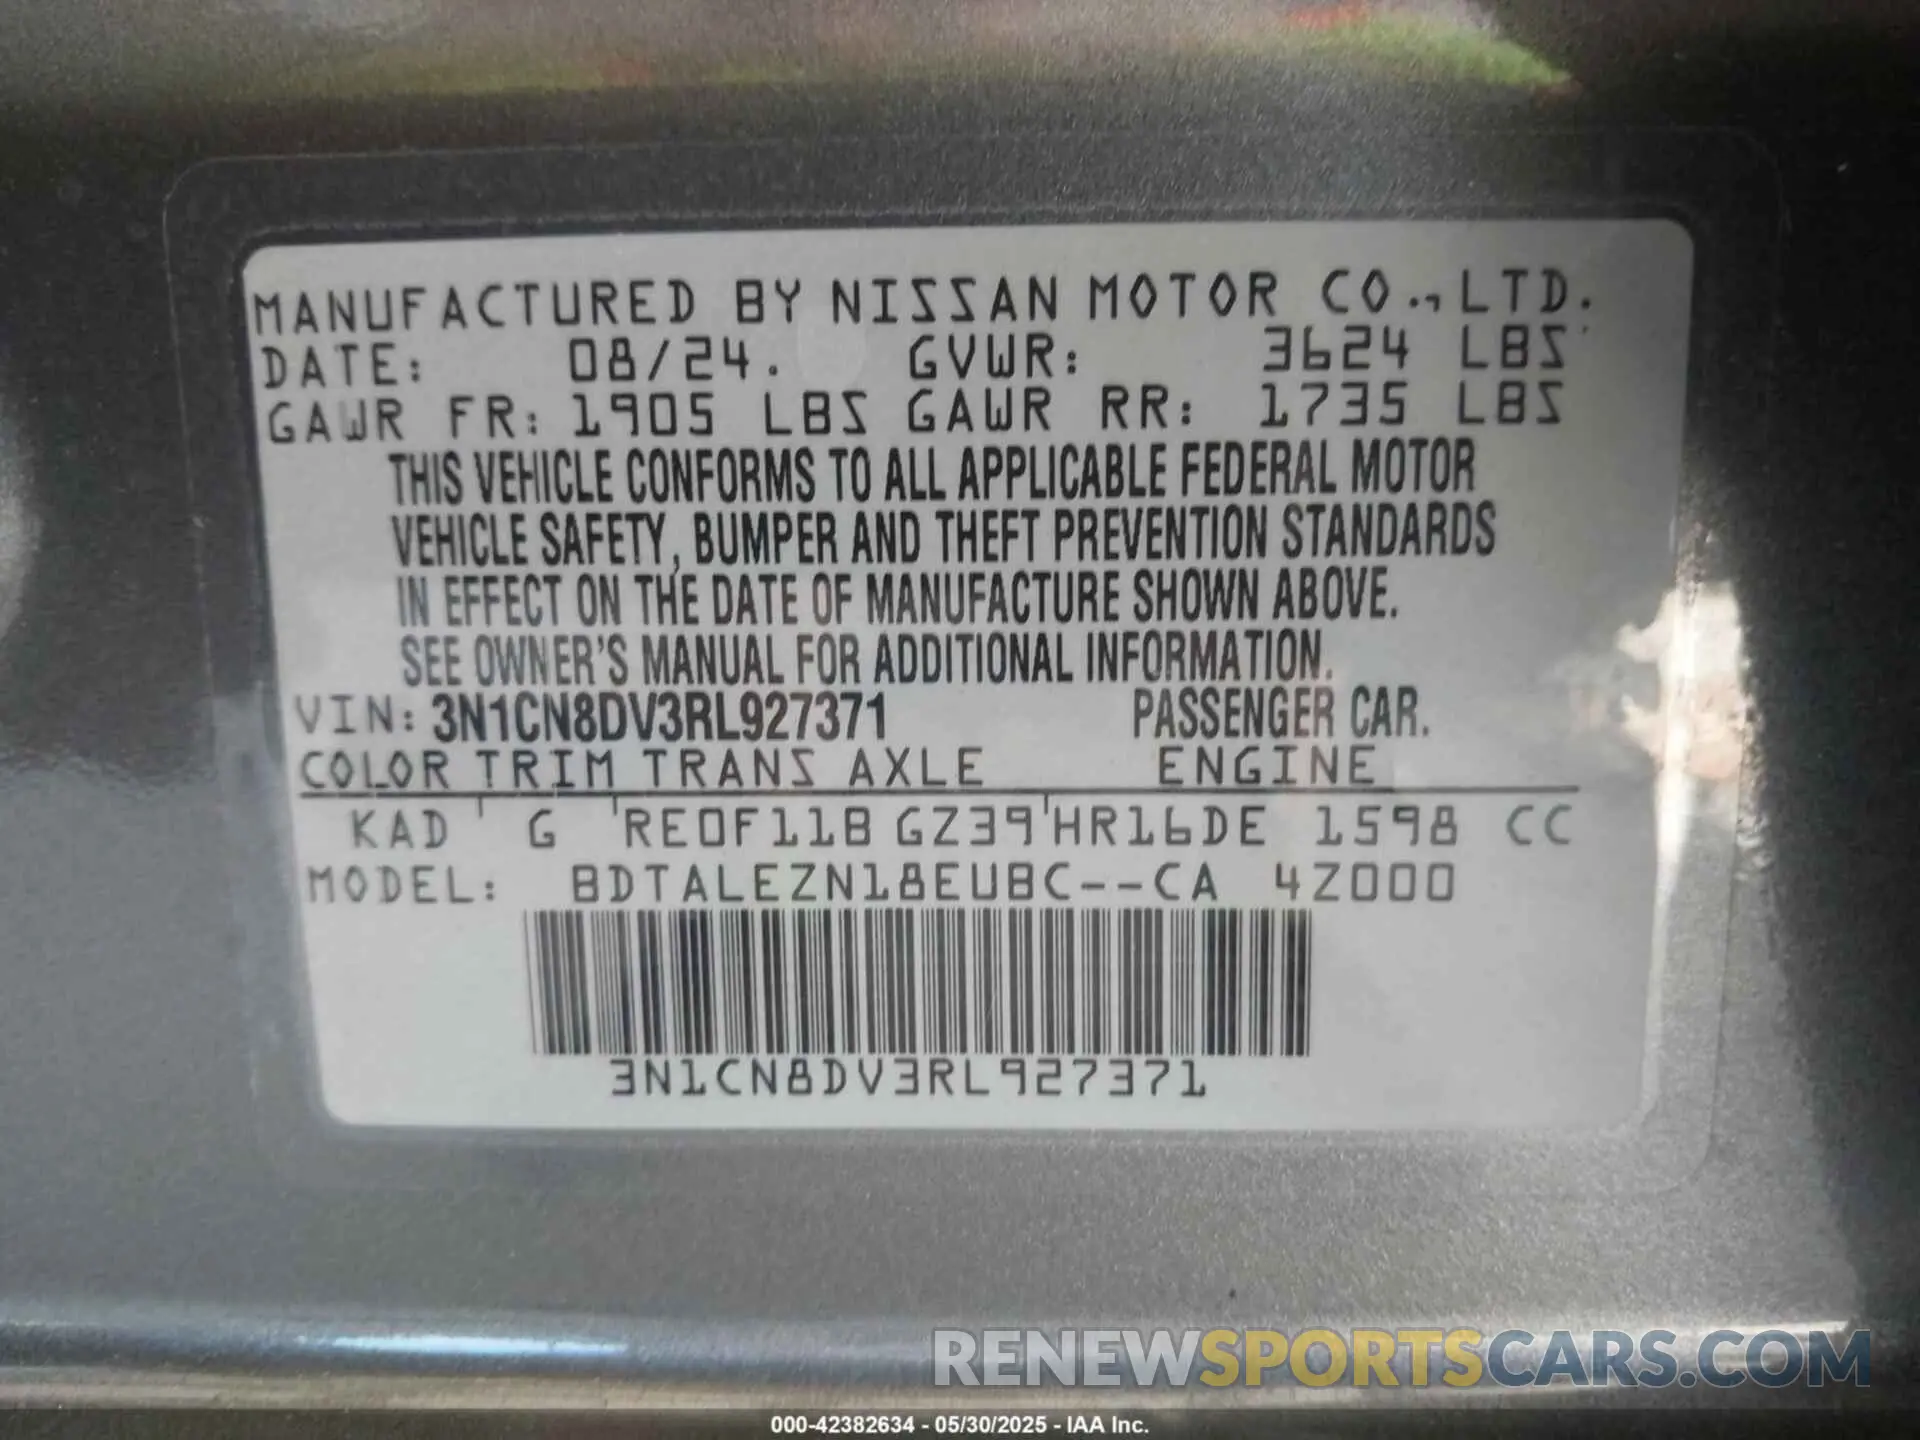 MANUFACTURED BY NISSAN MOTOR CO., LTD.
DATE: 08/24. GVWR: 3624 LBS
GAWR FR: 1905 LBS GAWR RR: 1735 LBS
THIS VEHICLE CONFORMS TO ALL APPLICABLE FEDERAL MOTOR
VEHICLE SAFETY, BUMPER AND THEFT PREVENTION STANDARDS
IN EFFECT ON THE DATE OF MANUFACTURE SHOWN ABOVE.
SEE OWNER'S MANUAL FOR ADDITIONAL INFORMATION.
VIN: 3N1CN8DV3RL927371 PASSENGER CAR.
COLOR TRIM TRANS AXLE ENGINE
KAD G RE0F11B GZ39 HR16DE 1598 CC
MODEL: BDTALEZN18EUBC--CA 4Z000
3N1CN8DV3RL927371
RENEWSPORTSCARS.COM
000-42382634 - 05/30/2025 - IAA Inc.